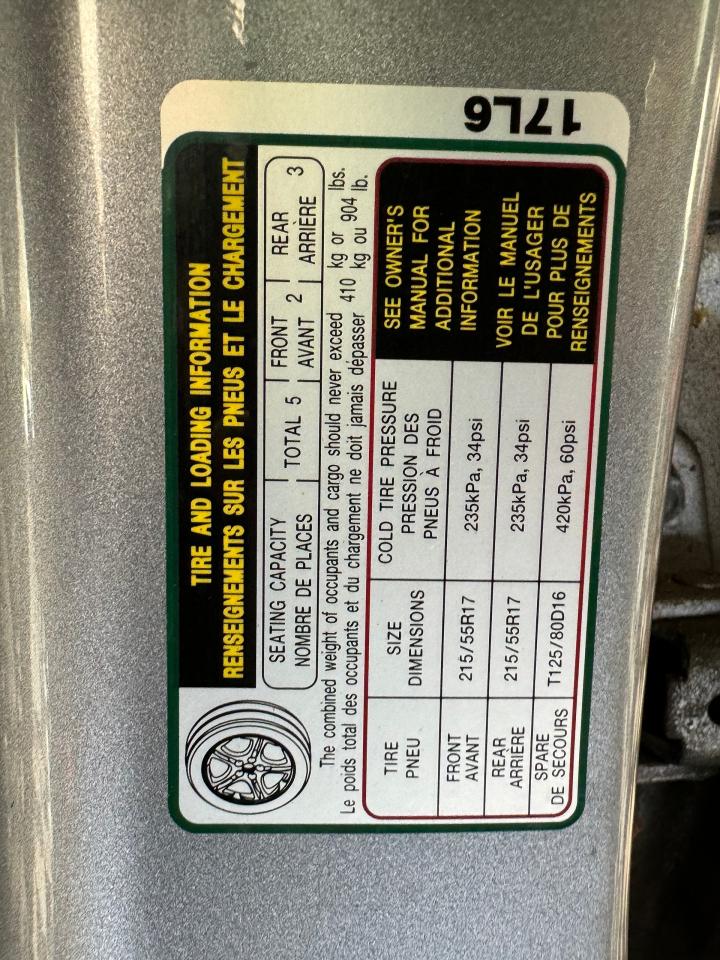 17L6
TIRE AND LOADING INFORMATION
RENSEIGNEMENTS SUR LES PNEUS ET LE CHARGEMENT
SEATING CAPACITY
NOMBRE DE PLACES
TOTAL 5
FRONT
AVANT
2
REAR
ARRIÈRE
3
The combined weight of occupants and cargo should never exceed 410 kg or lbs.
Le poids total des occupants et du chargement ne doit jamais dépasser kg ou 904 lb.
TIRE
PNEU
SIZE
DIMENSIONS
COLD TIRE PRESSURE
PRESSION DES
PNEUS À FROID
SEE OWNER'S
MANUAL FOR
ADDITIONAL
INFORMATION
VOIR LE MANUEL
DE L'USAGER
POUR PLUS DE
RENSEIGNEMENTS
FRONT
AVANT
215/55R17
235kPa, 34psi
REAR
ARRIÈRE
215/55R17
235kPa, 34psi
SPARE
DE SECOURS
T125/80D16
420kPa, 60psi